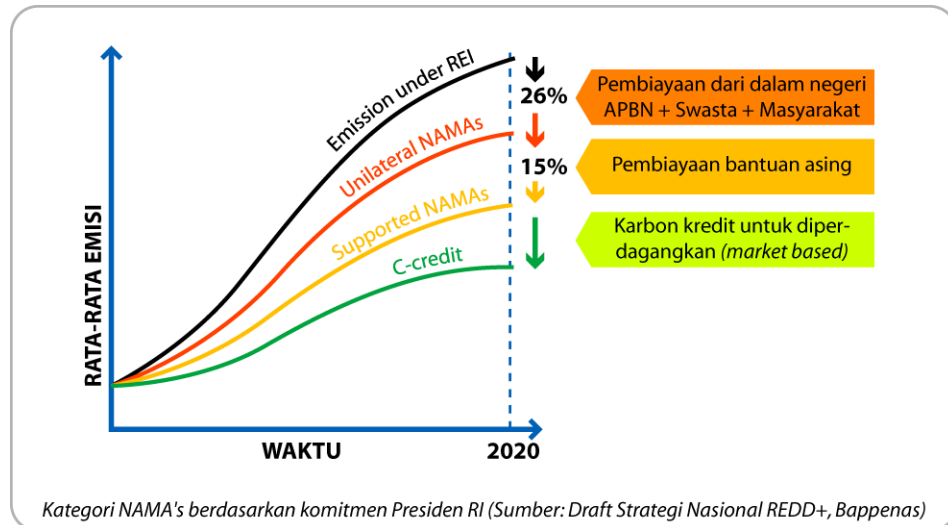 Emission under REI
Unilateral NAMAs
Supported NAMAs
C-credit
26%
15%
Pembiayaan dari dalam negeri
APBN + Swasta + Masyarakat
Pembiayaan bantuan asing
Karbon kredit untuk diper-
dagangkan (market based)
RATA-RATA EMISI
WAKTU
2020
Kategori NAMA's berdasarkan komitmen Presiden RI (Sumber: Draft Strategi Nasional REDD+, Bappenas)